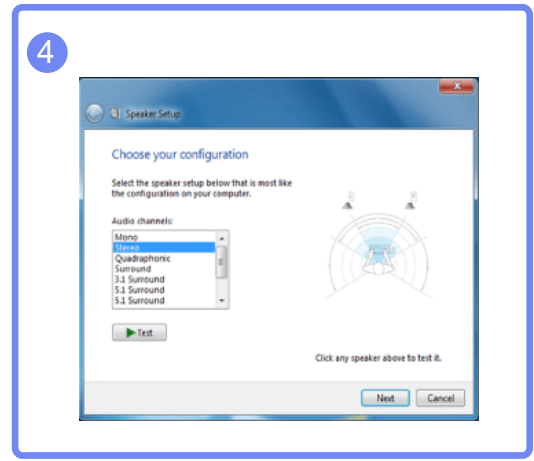 4
Speaker Setup
Choose your configuration
Select the speaker setup below that is most like
the configuration on your computer.
Audio channels:
Mono
Stereo
Quadraphonic
Surround
3.1 Surround
5.1 Surround
5.1 Surround
Test
Click any speaker above to test it.
Next
Cancel